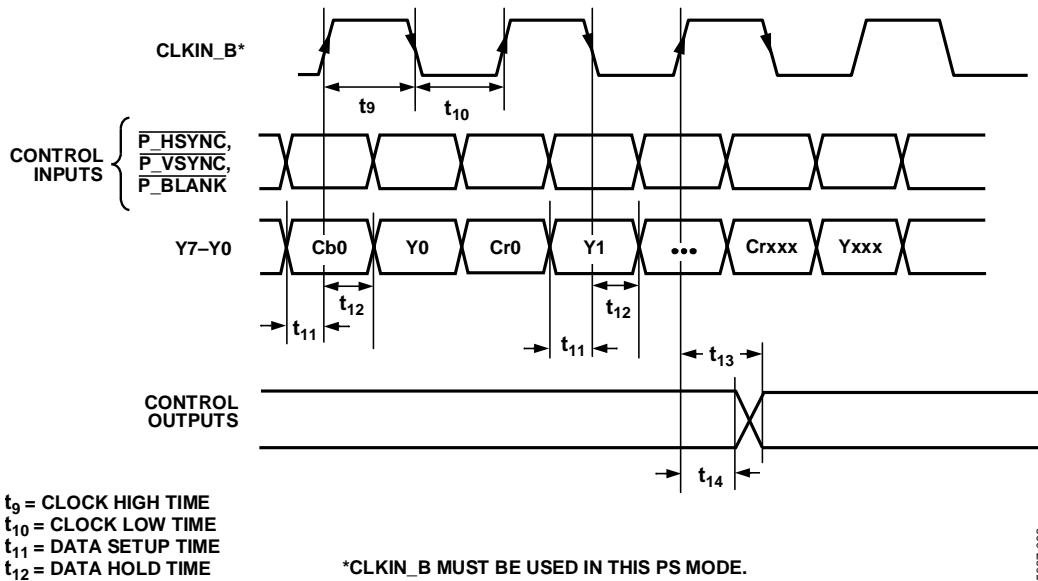 CLKIN_B*
t9
t10
CONTROL INPUTS
P_HSYNC,
P_VSYNC,
P_BLANK
Y7–Y0
Cb0
Y0
Cr0
Y1
•••
Crxxx
Yxxx
t12
t11
t12
t11
t13
CONTROL OUTPUTS
t14
t9 = CLOCK HIGH TIME
t10 = CLOCK LOW TIME
t11 = DATA SETUP TIME
t12 = DATA HOLD TIME
*CLKIN_B MUST BE USED IN THIS PS MODE.